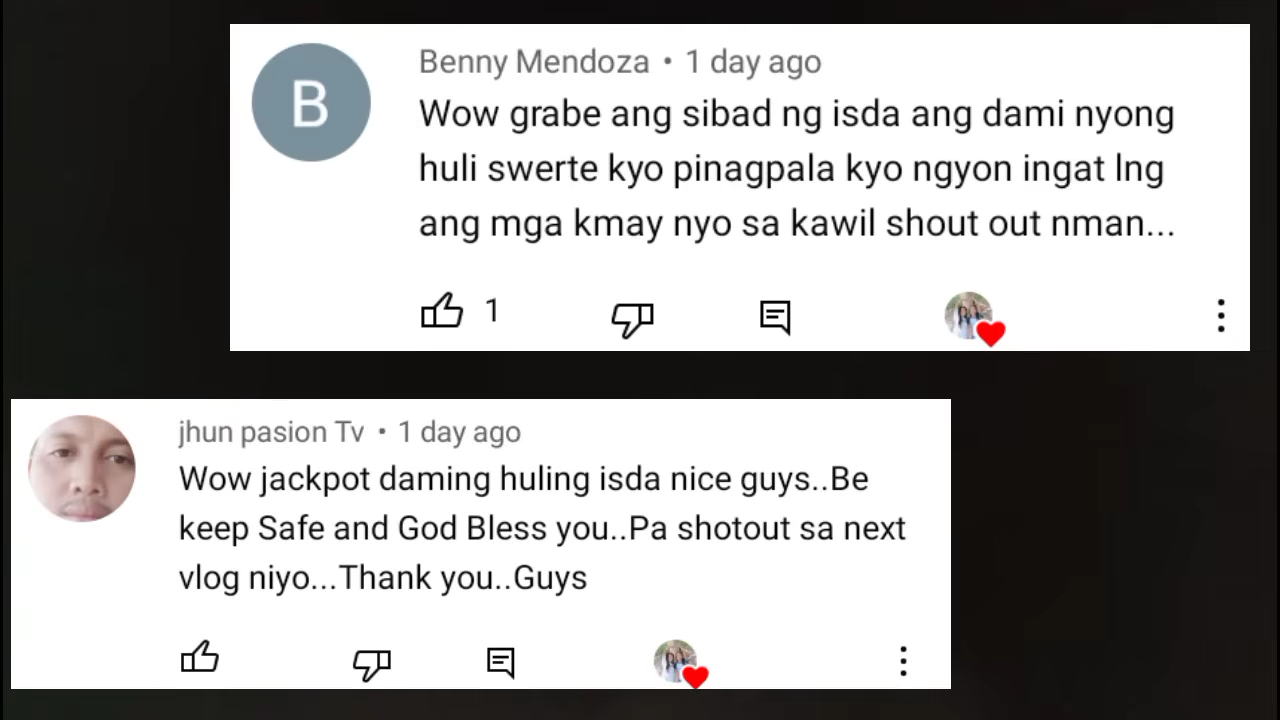 B
Benny Mendoza • 1 day ago
Wow grabe ang sibad ng isda ang dami nyong
huli swerte kyo pinagpala kyo ngyon ingat lng
ang mga kmay nyo sa kawil shout out nman...
1
jhun pasion Tv • 1 day ago
Wow jackpot daming huling isda nice guys..Be
keep Safe and God Bless you..Pa shotout sa next
vlog niyo...Thank you..Guys